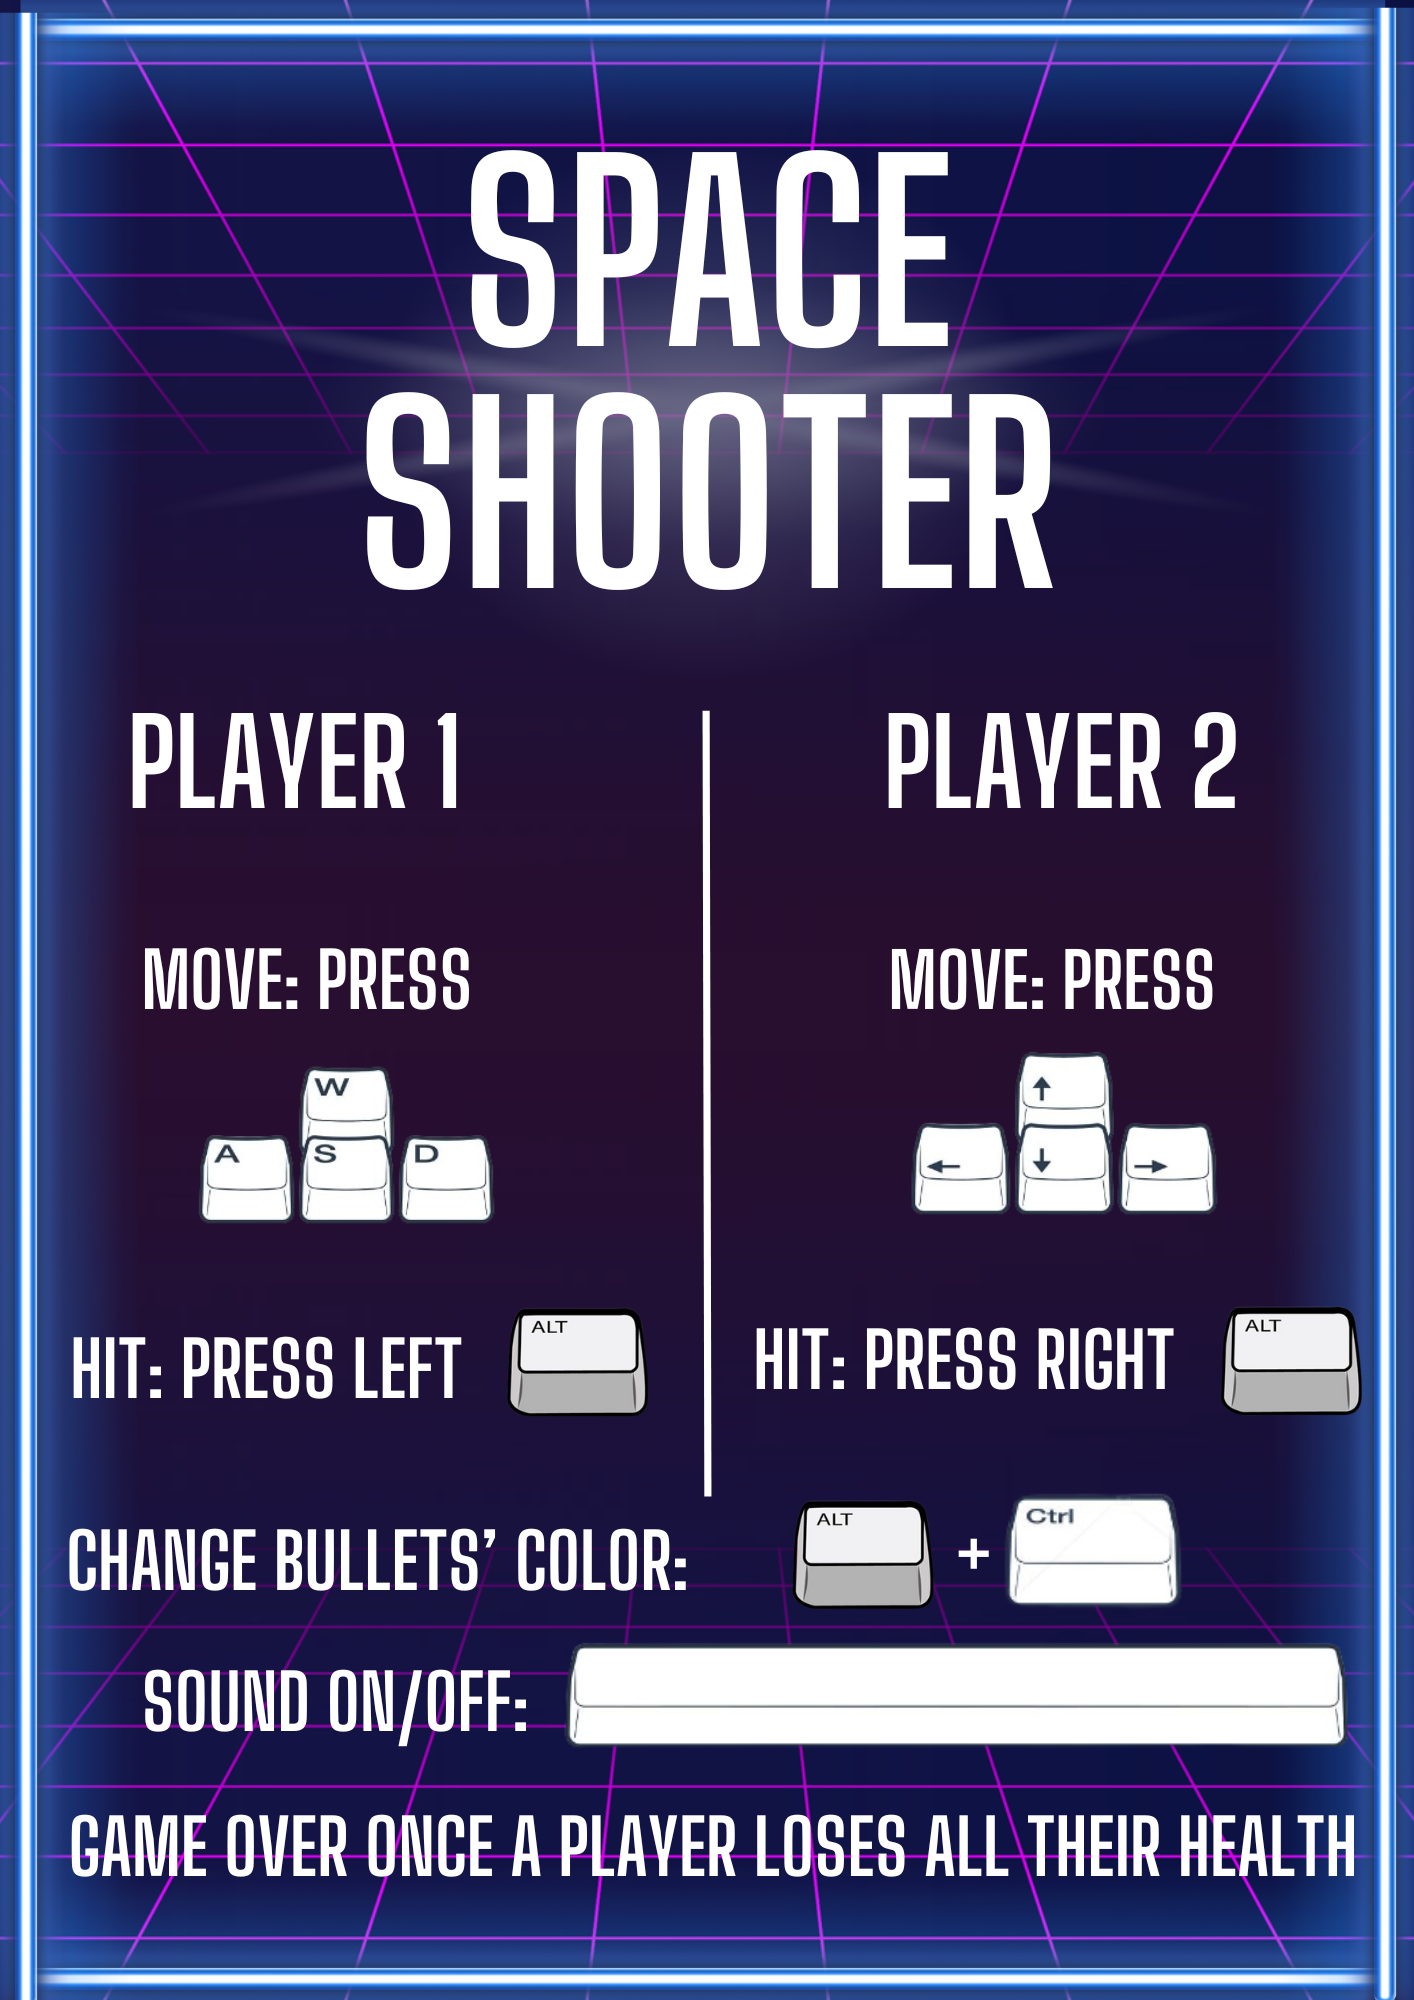 SPACE
SHOOTER
PLAYER 1
MOVE: PRESS
W
A S D
HIT: PRESS LEFT ALT
PLAYER 2
MOVE: PRESS
↑
← ↓ →
HIT: PRESS RIGHT ALT
CHANGE BULLETS’ COLOR: ALT + Ctrl
SOUND ON/OFF:
GAME OVER ONCE A PLAYER LOSES ALL THEIR HEALTH